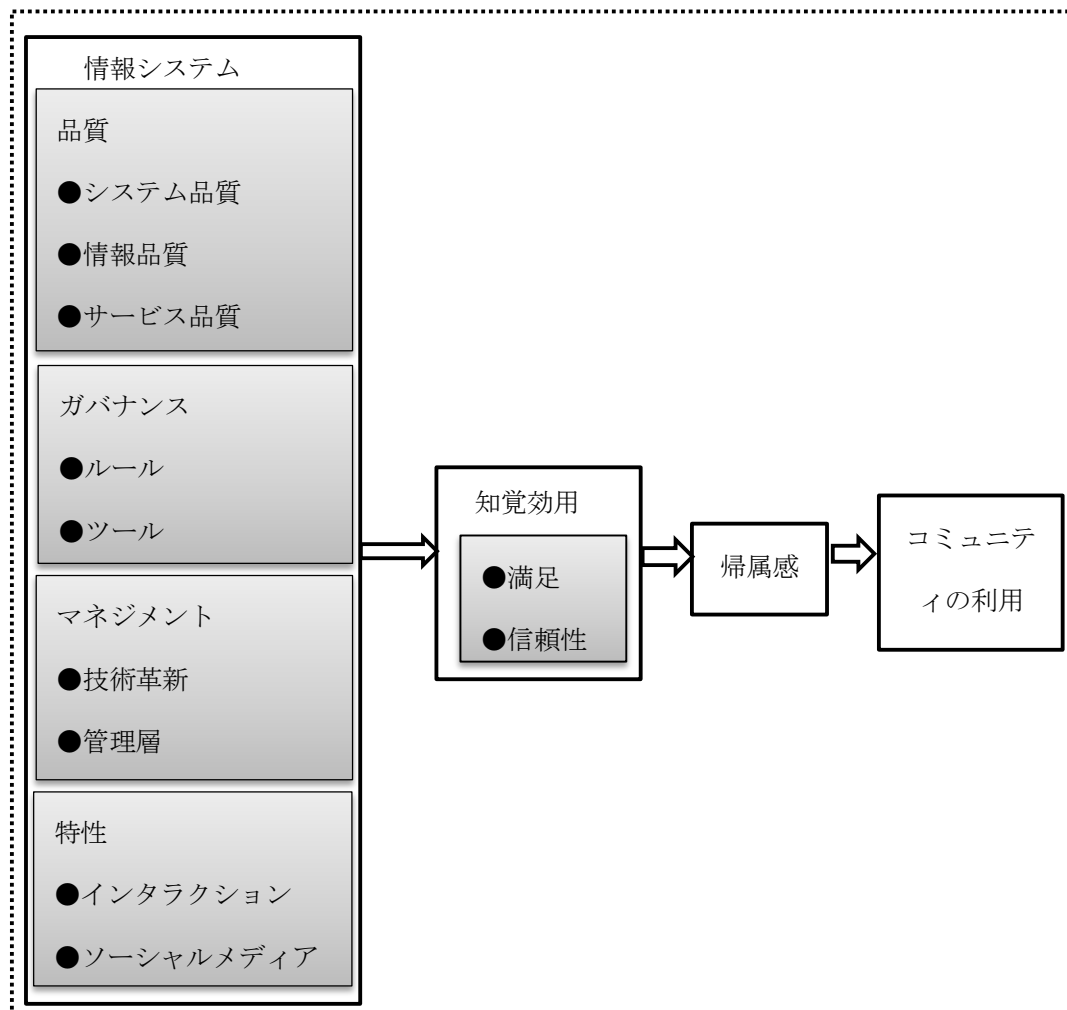 情報システム
品質
●システム品質
●情報品質
●サービス品質
ガバナンス
●ルール
●ツール
マネジメント
●技術革新
●管理層
特性
●インタラクション
●ソーシャルメディア
知覚効用
●満足
●信頼性
帰属感
コミュニテ
ィの利用